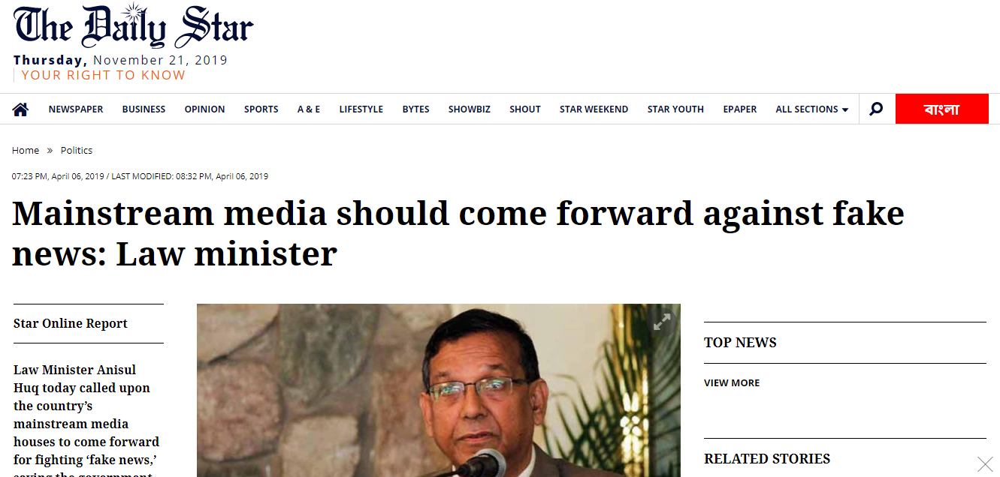 The Daily Star
Thursday, November 21, 2019
YOUR RIGHT TO KNOW
NEWSPAPER BUSINESS OPINION SPORTS A & E LIFESTYLE BYTES SHOWBIZ SHOUT STAR WEEKEND STAR YOUTH EPAPER ALL SECTIONS বাংলা
Home » Politics
07:23 PM, April 06, 2019 / LAST MODIFIED: 08:32 PM, April 06, 2019
Mainstream media should come forward against fake
news: Law minister
Star Online Report
Law Minister Anisul
Huq today called upon
the country’s
mainstream media
houses to come forward
for fighting ‘fake news,’
saying the government
TOP NEWS
VIEW MORE
RELATED STORIES